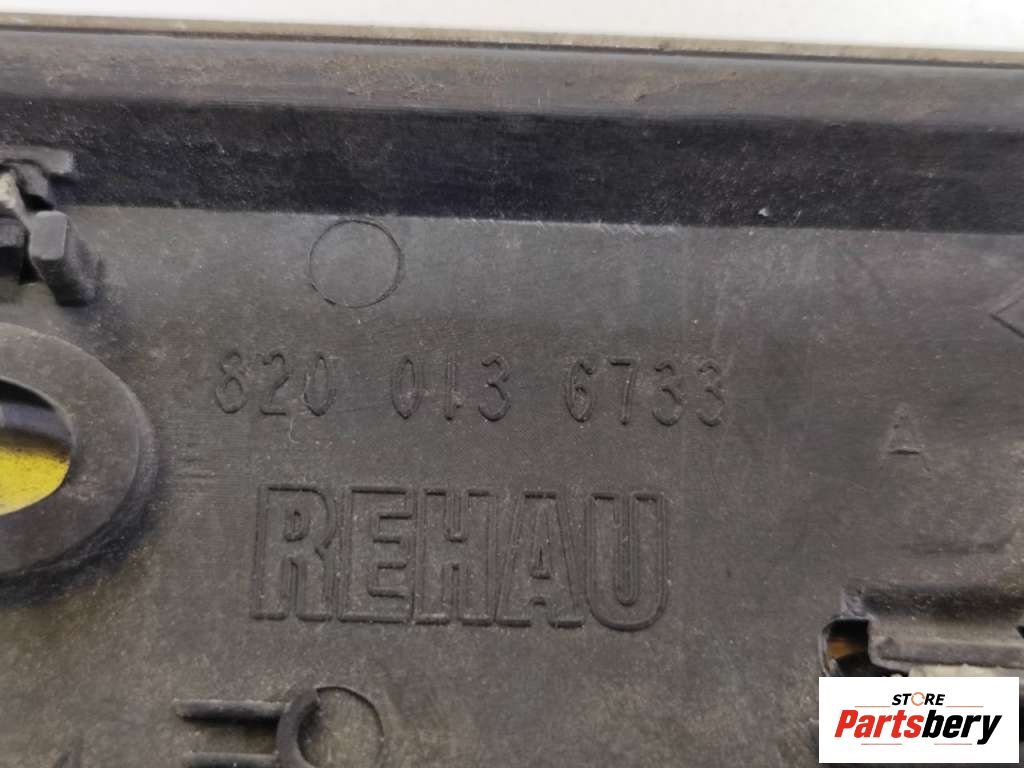 820 013 6733
A
REHAU
STORE
Partsbery